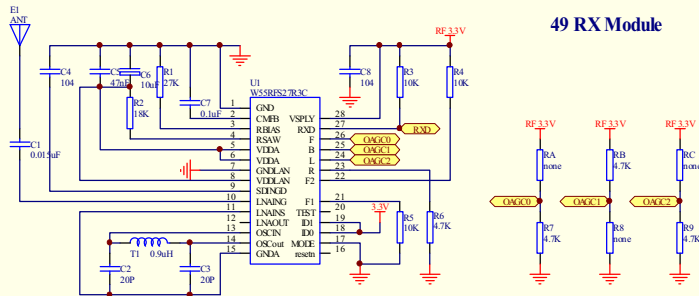 49 RX Module
E1
ANT
C1
0.015uF
C4
104
C5
47nF
C6
10uF
R1
27K
R2
18K
C7
0.1uF
U1
W55RFS27R3C
1 GND
2 CMFB
3 RBIAS
4 RSAW
5 VDDA
6 VDDA
7 GNDLAN
8 VDDLAN
9 SDINGD
10 LNAING
11 LNAINS
12 LNAOUT
13 OSCIN
14 OSCout
15 GNDA
VSPLY 28
RXD 27
F 26
B 25
L 24
R 23
F2 22
F1 21
TEST 20
ID1 19
ID0 18
MODE 17
resetn 16
T1 0.9uH
C2
20P
C3
20P
C8
104
R3
10K
RF 3.3V
R4
10K
RXD
OAGC0
OAGC1
OAGC2
3.3V
R5
10K
R6
4.7K
RF 3.3V
RA
none
OAGC0
R7
4.7K
RF 3.3V
RB
4.7K
OAGC1
R8
none
RF 3.3V
RC
none
OAGC2
R9
4.7K